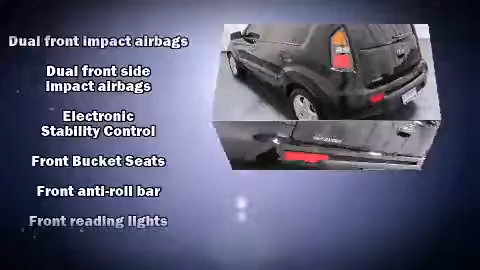 Dual front impact airbags
Dual front side
impact airbags
Electronic
Stability Control
Front Bucket Seats
Front anti-roll bar
Front reading lights